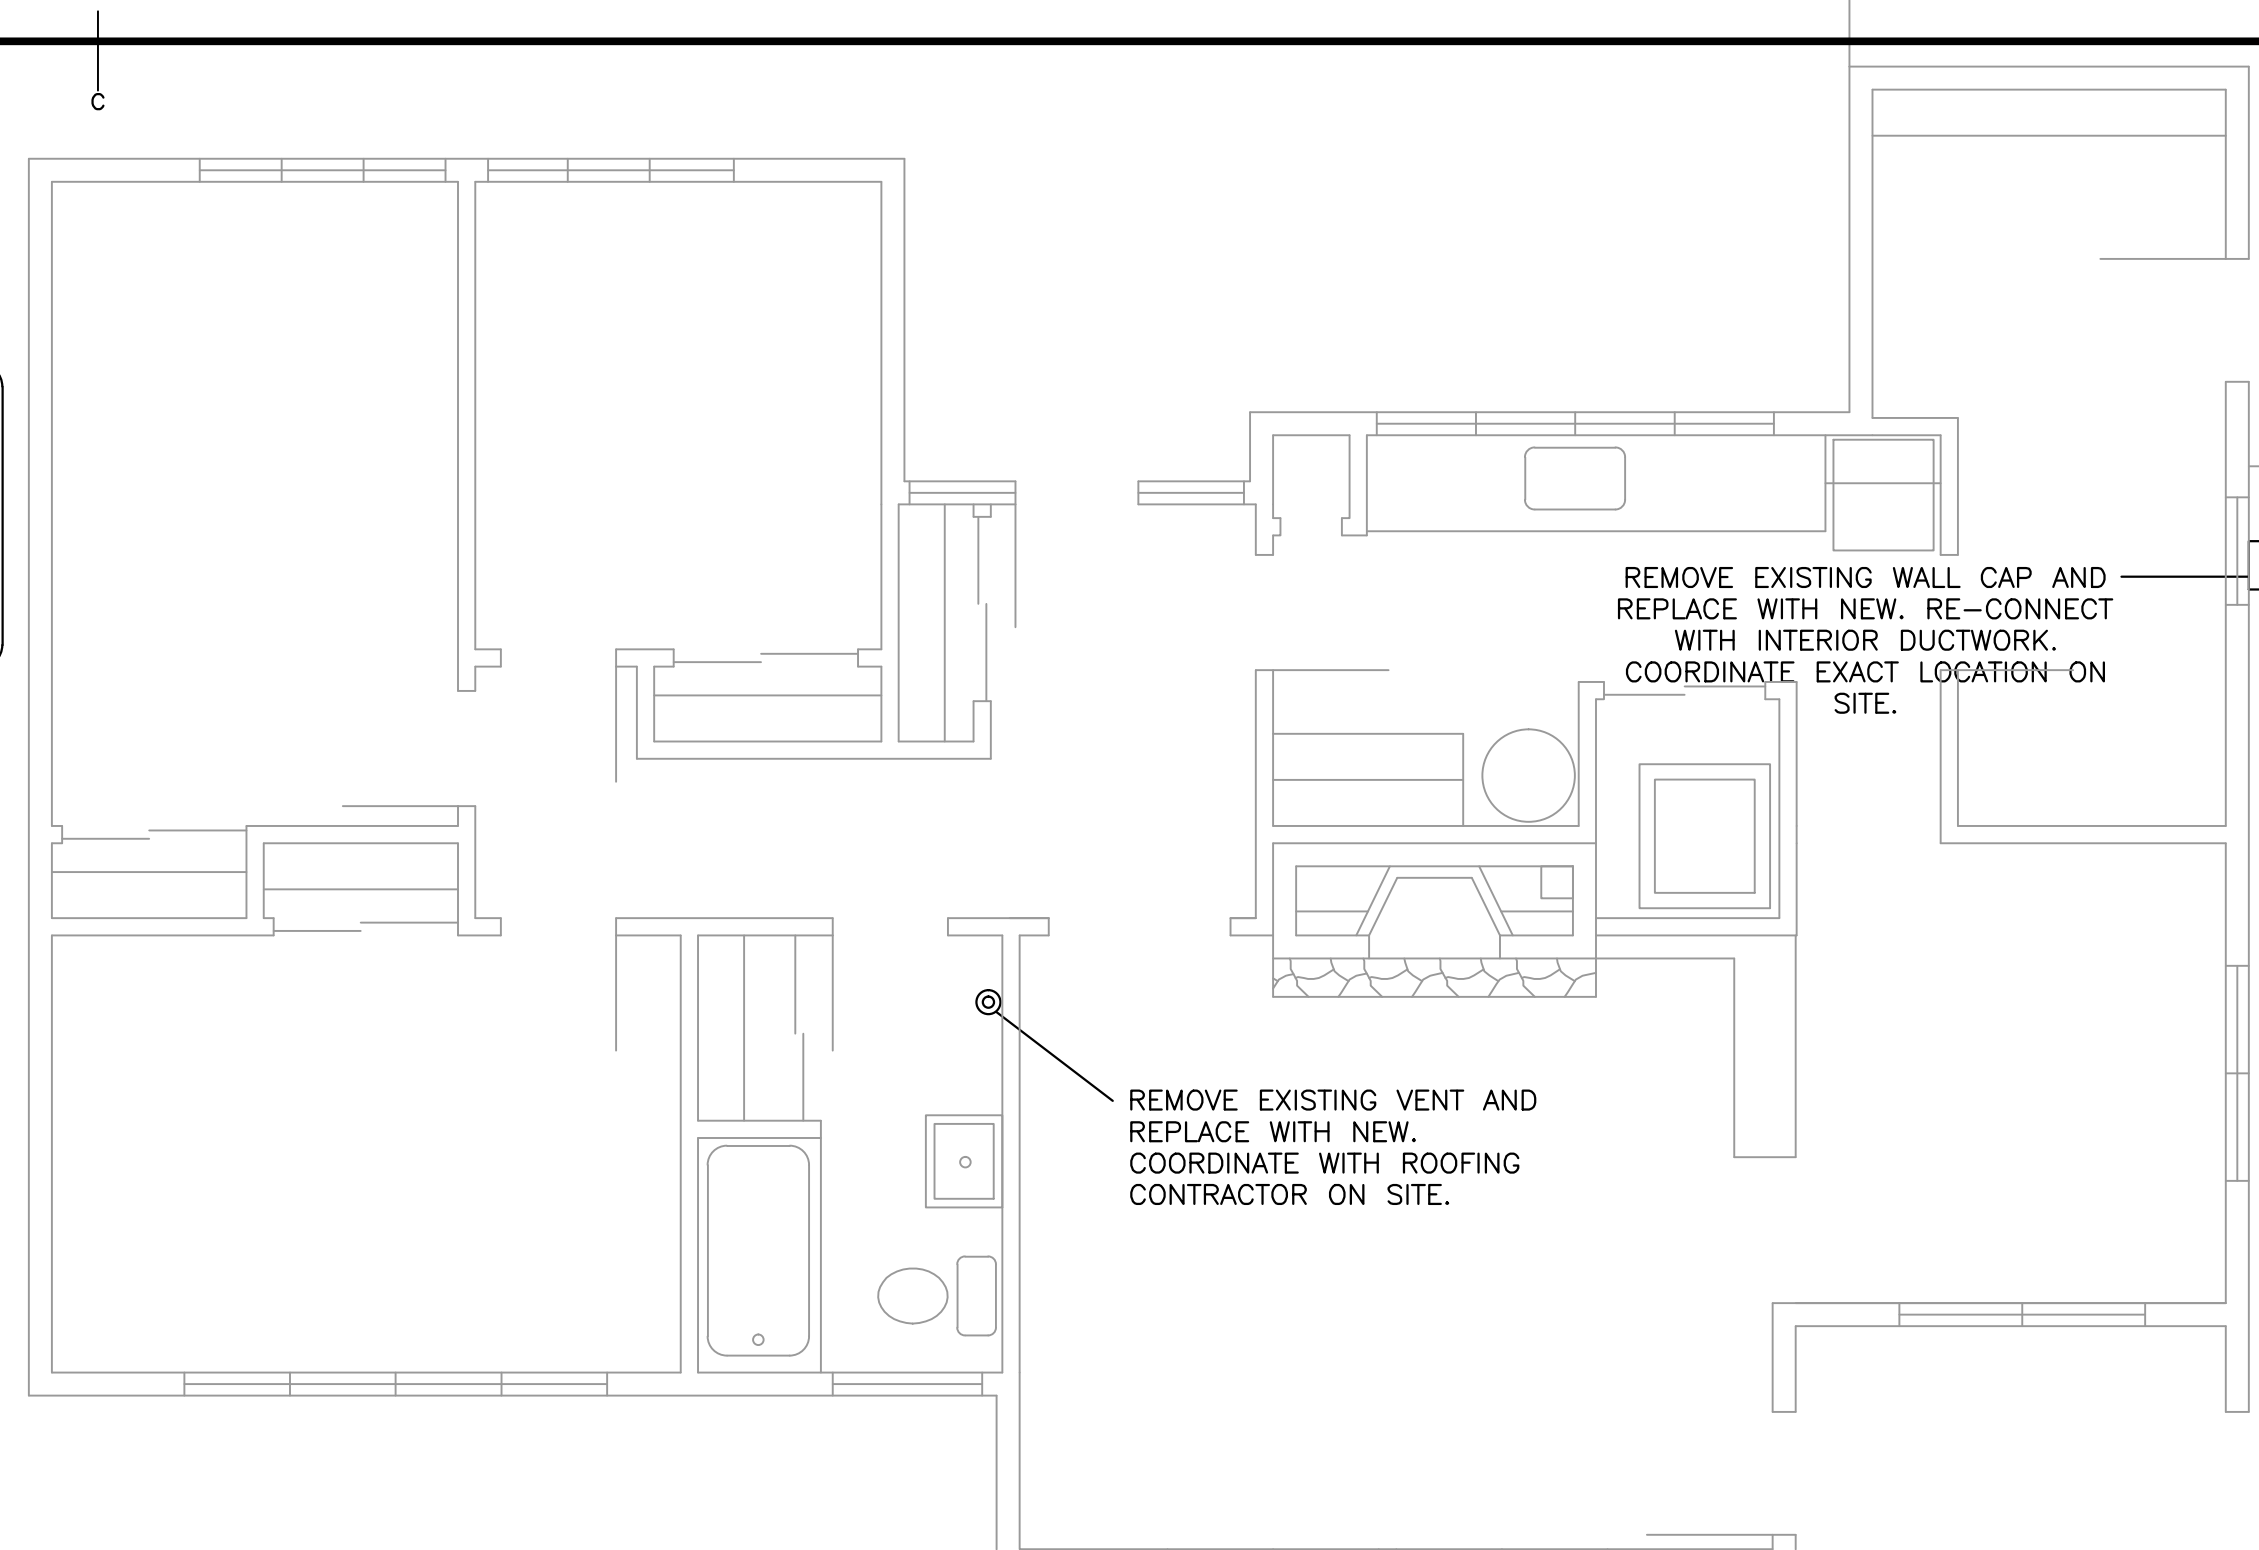 C
REMOVE EXISTING WALL CAP AND
REPLACE WITH NEW. RE-CONNECT
WITH INTERIOR DUCTWORK.
COORDINATE EXACT LOCATION ON
SITE.
REMOVE EXISTING VENT AND
REPLACE WITH NEW.
COORDINATE WITH ROOFING
CONTRACTOR ON SITE.